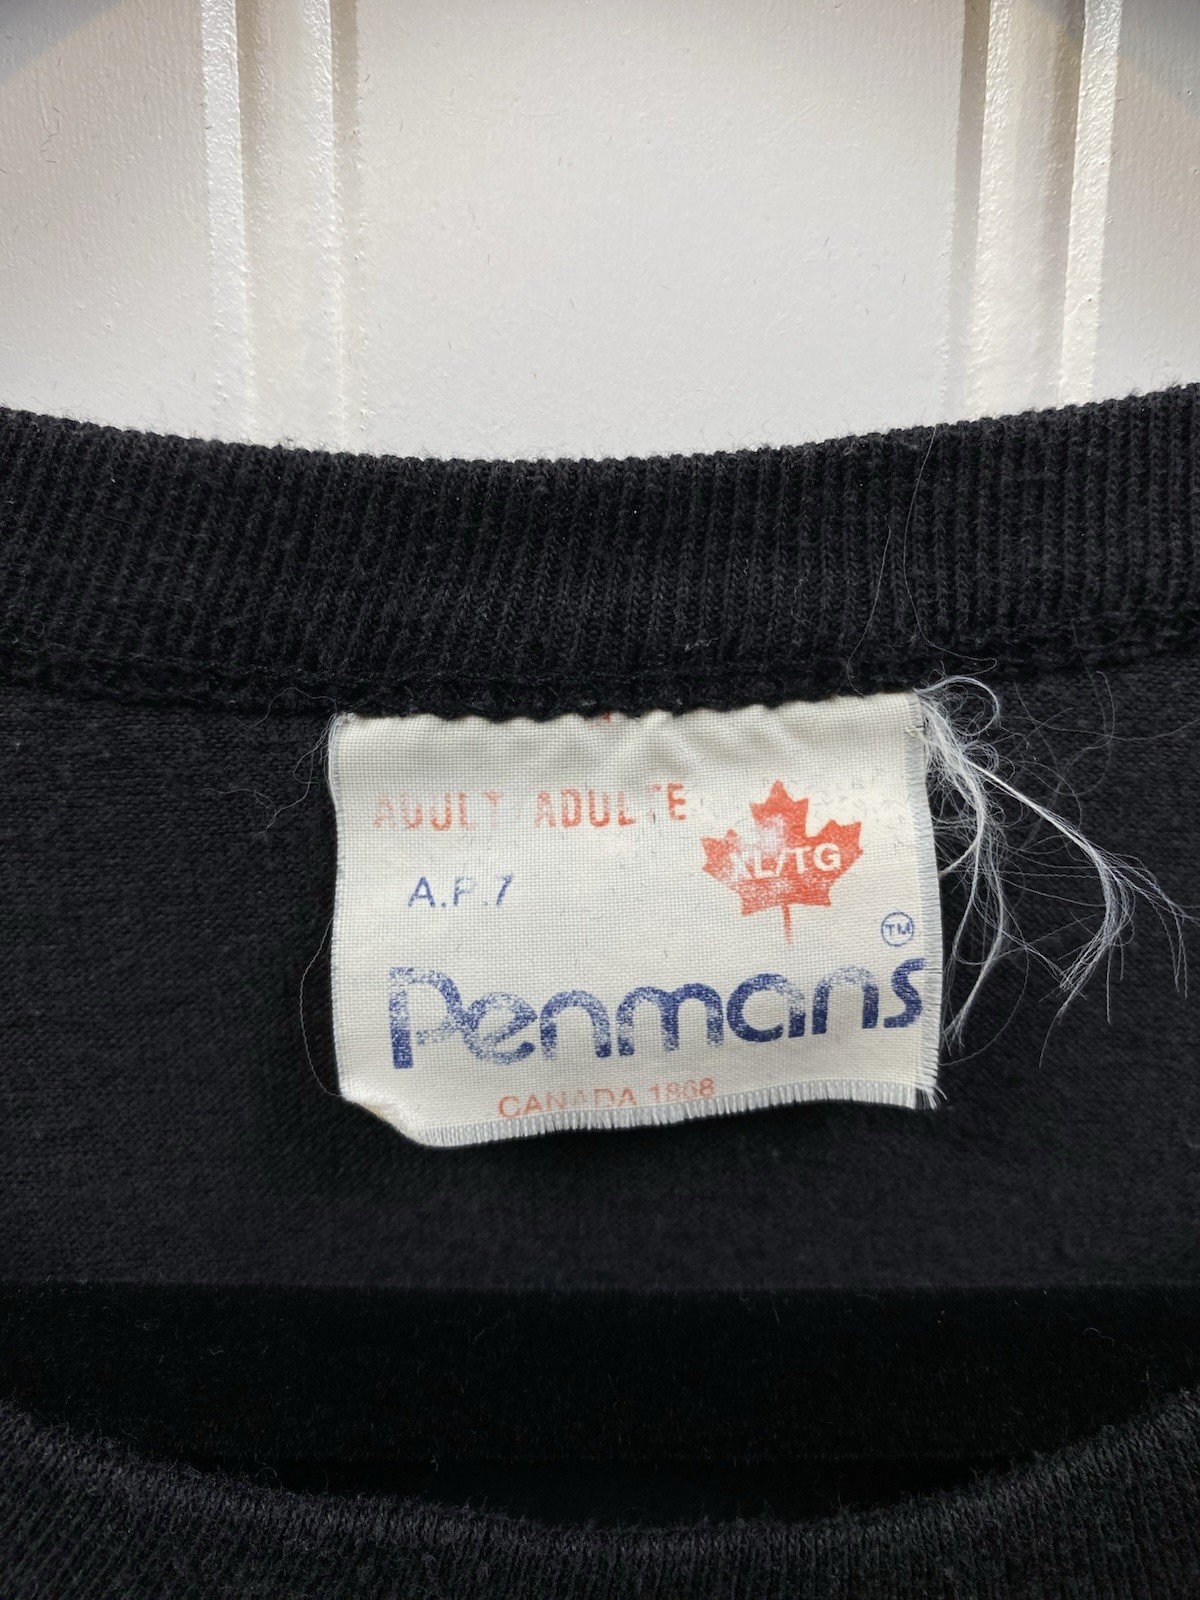 ADULT ADULTE
XL/TG
A.P.7
TM
Penmans
CANADA 1868